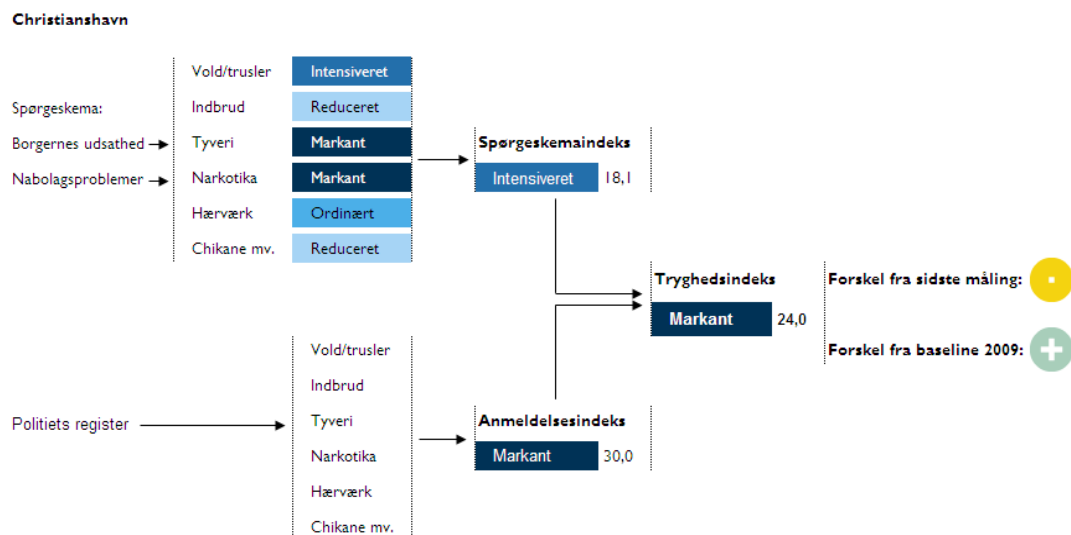 Christianshavn
Vold/trusler Intensiveret
Spørgeskema: Indbrud Reduceret
Borgernes udsathed Tyveri Markant Spørgeskemaindeks
Nabolagsproblemer Narkotika Markant Intensiveret 18,1
Hærværk Ordinært
Chikane mv. Reduceret
Tryghedsindeks Forskel fra sidste måling:
Markant 24,0
Vold/trusler Forskel fra baseline 2009: +
Indbrud
Politiets register Tyveri Anmeldelsesindeks
Narkotika Markant 30,0
Hærværk
Chikane mv.